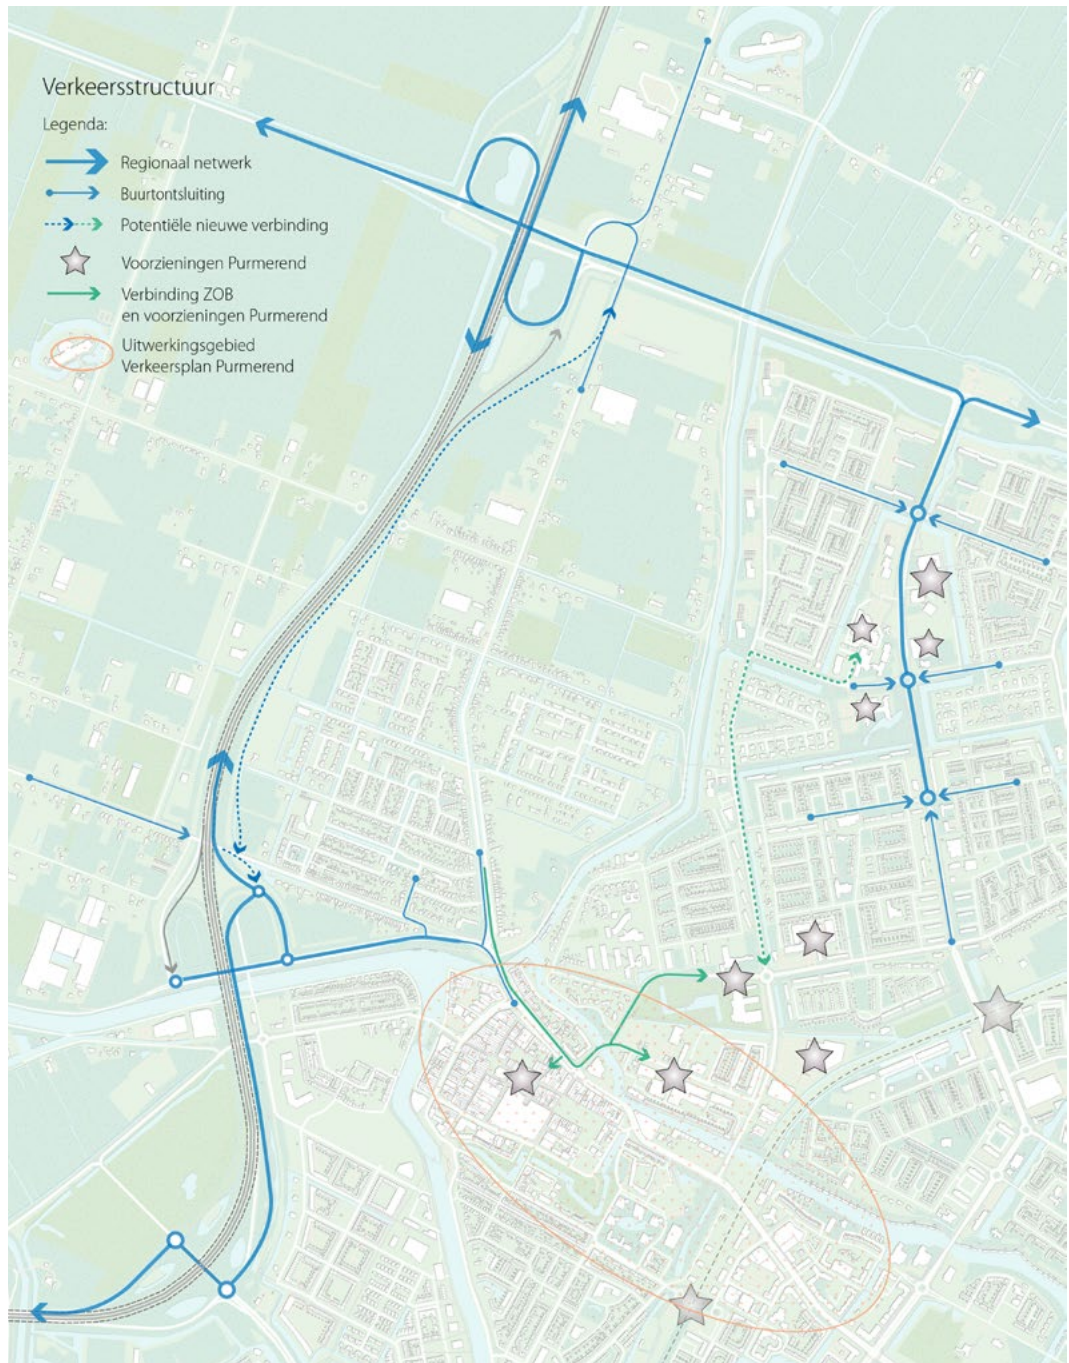 Verkeersstructuur
Legenda:
Regionaal netwerk
Buurtontsluiting
Potentiële nieuwe verbinding
Voorzieningen Purmerend
Verbinding ZOB
en voorzieningen Purmerend
Uitwerkingsgebied
Verkeersplan Purmerend